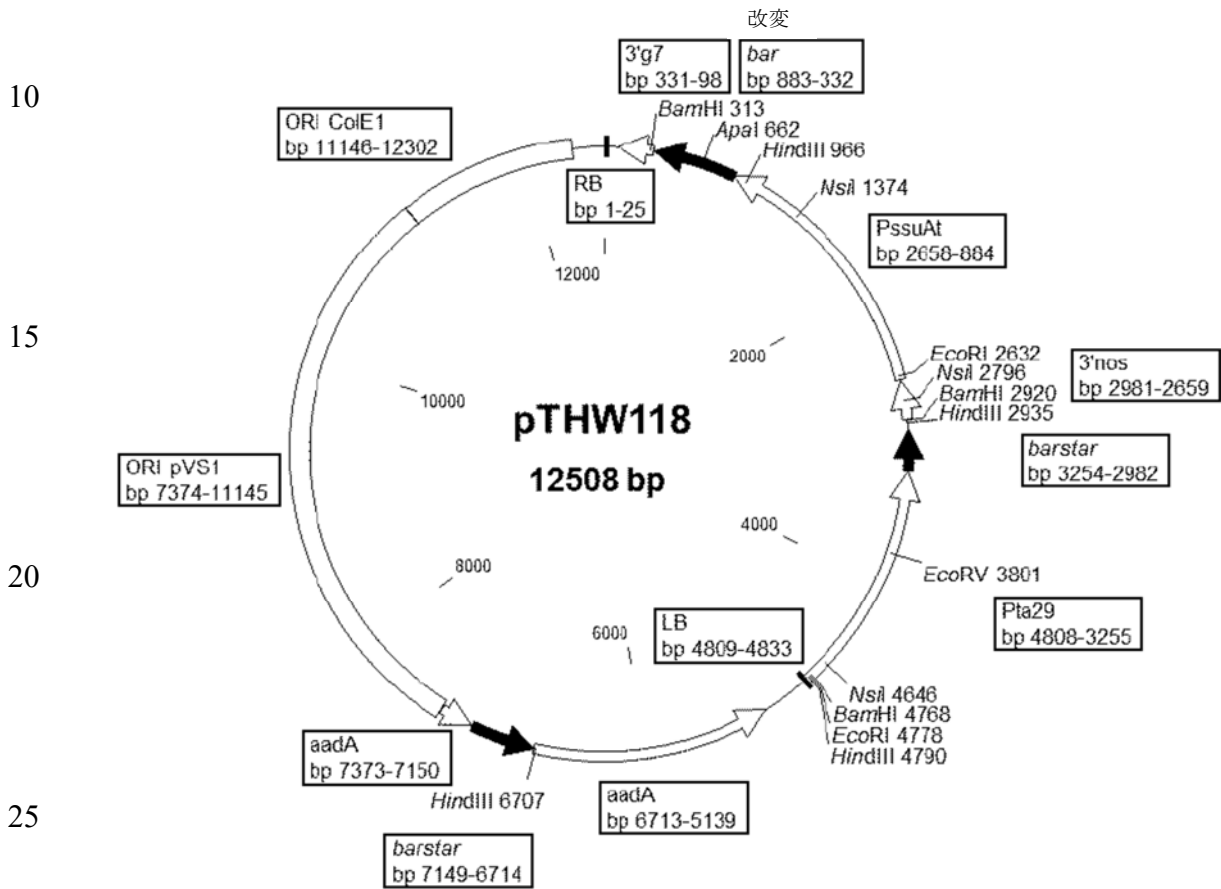 改変
3'g7
bp 331-98
bar
bp 883-332
10
ORI ColE1
bp 11146-12302
BamHI 313
ApaI 662
HindIII 966
NsiI 1374
RB
bp 1-25
PssuAt
bp 2658-884
12000
15
2000
EcoRI 2632
NsiI 2796
BamHI 2920
HindIII 2935
3'nos
bp 2981-2659
10000
pTHW118
12508 bp
barstar
bp 3254-2982
ORI pVS1
bp 7374-11145
4000
20
8000
EcoRV 3801
Pta29
bp 4808-3255
6000
LB
bp 4809-4833
NsiI 4646
BamHI 4768
EcoRI 4778
HindIII 4790
aadA
bp 7373-7150
HindIII 6707
aadA
bp 6713-5139
25
barstar
bp 7149-6714